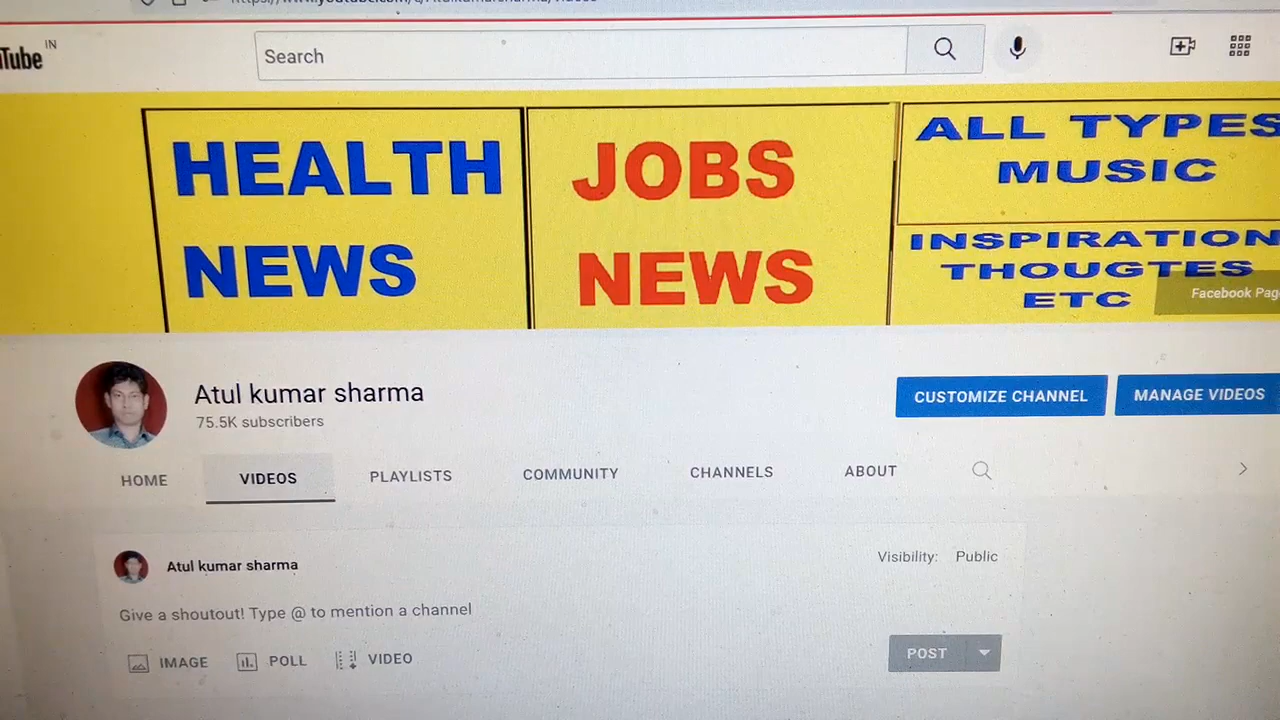 Tube IN
Search
HEALTH
NEWS
JOBS
NEWS
ALL TYPES
MUSIC
INSPIRATION
THOUGTES
ETC
Facebook Pag
Atul kumar sharma
75.5K subscribers
CUSTOMIZE CHANNEL
MANAGE VIDEOS
HOME
VIDEOS
PLAYLISTS
COMMUNITY
CHANNELS
ABOUT
Atul kumar sharma
Visibility: Public
Give a shoutout! Type @ to mention a channel
IMAGE
POLL
VIDEO
POST